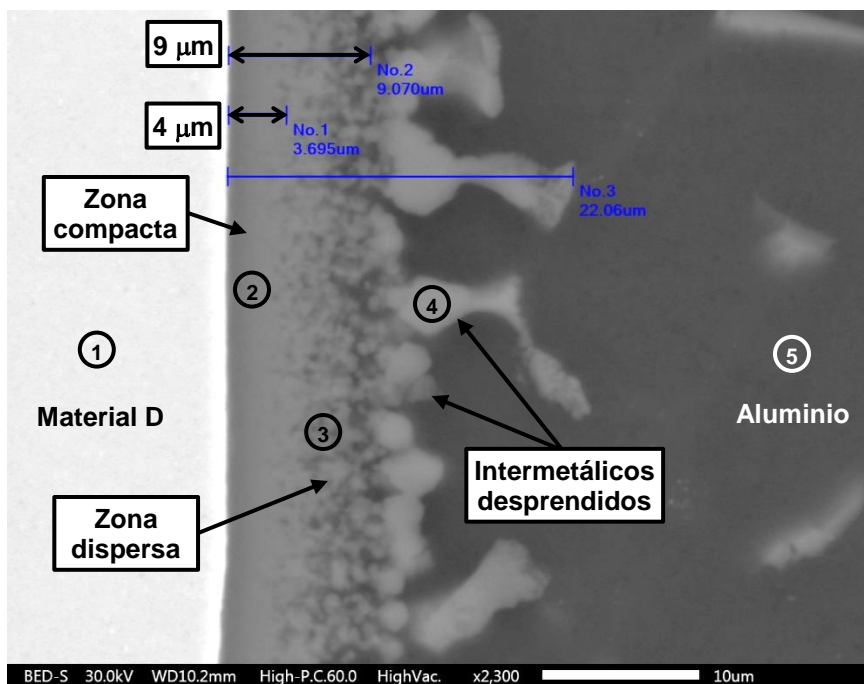 9 μm
No.2
9.070um
4 μm
No.1
3.695um
No.3
22.06um
Zona
compacta
2
4
1
5
Material D
Aluminio
3
Intermetálicos
desprendidos
Zona
dispersa
BED-S 30.0kV WD10.2mm High-P.C.60.0 HighVac. x2,300 10um